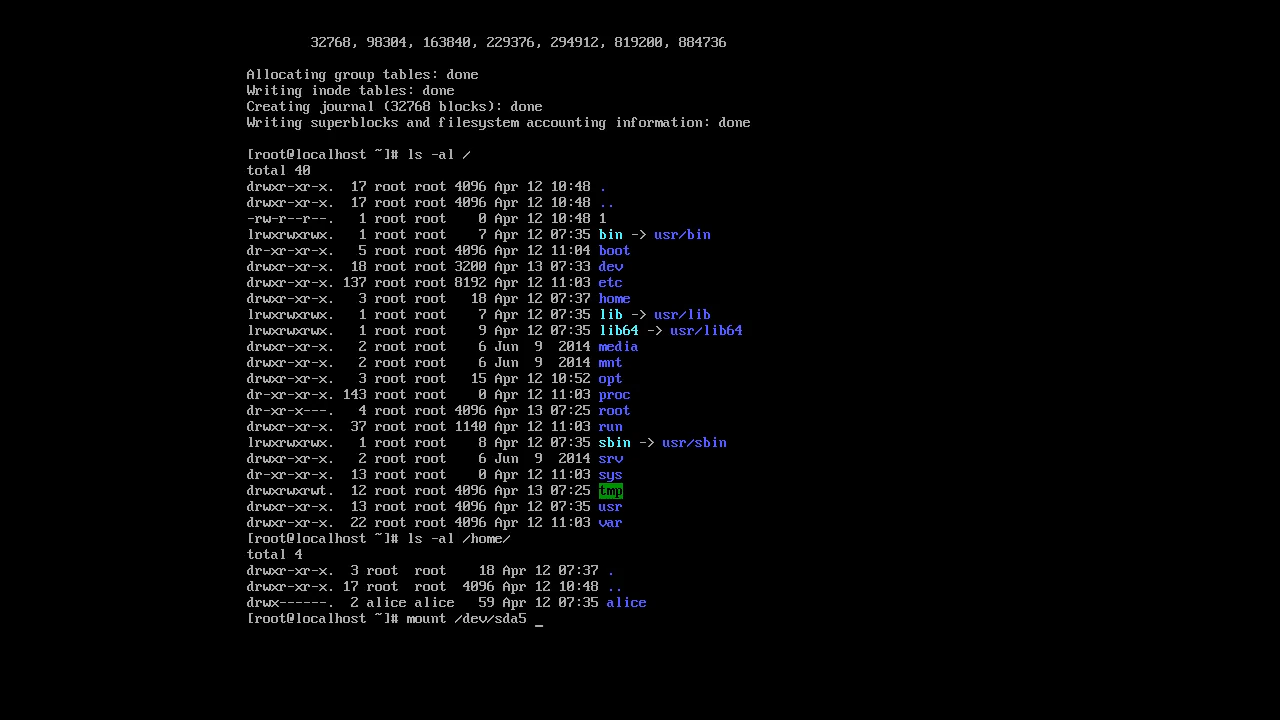 32768, 98304, 163840, 229376, 294912, 819200, 884736
Allocating group tables: done
Writing inode tables: done
Creating journal (32768 blocks): done
Writing superblocks and filesystem accounting information: done
[root@localhost ~]# ls -al /
total 40
drwxr-xr-x.  17 root root 4096 Apr 12 10:48 .
drwxr-xr-x.  17 root root 4096 Apr 12 10:48 ..
-rw-r--r--.   1 root root    0 Apr 12 10:48 1
lrwxrwxrwx.   1 root root    7 Apr 12 07:35 bin -> usr/bin
dr-xr-xr-x.   5 root root 4096 Apr 12 11:04 boot
drwxr-xr-x.  18 root root 3200 Apr 13 07:33 dev
drwxr-xr-x. 137 root root 8192 Apr 12 11:03 etc
drwxr-xr-x.   3 root root   18 Apr 12 07:37 home
lrwxrwxrwx.   1 root root    7 Apr 12 07:35 lib -> usr/lib
lrwxrwxrwx.   1 root root    9 Apr 12 07:35 lib64 -> usr/lib64
drwxr-xr-x.   2 root root    6 Jun  9  2014 media
drwxr-xr-x.   2 root root    6 Jun  9  2014 mnt
drwxr-xr-x.   3 root root   15 Apr 12 10:52 opt
dr-xr-xr-x. 143 root root    0 Apr 12 11:03 proc
dr-xr-x---.   4 root root 4096 Apr 13 07:25 root
drwxr-xr-x.  37 root root 1140 Apr 12 11:03 run
lrwxrwxrwx.   1 root root    8 Apr 12 07:35 sbin -> usr/sbin
drwxr-xr-x.   2 root root    6 Jun  9  2014 srv
dr-xr-xr-x.  13 root root    0 Apr 12 11:03 sys
drwxrwxrwt.  12 root root 4096 Apr 13 07:25 tmp
drwxr-xr-x.  13 root root 4096 Apr 12 07:35 usr
drwxr-xr-x.  22 root root 4096 Apr 12 11:03 var
[root@localhost ~]# ls -al /home/
total 4
drwxr-xr-x.  3 root  root    18 Apr 12 07:37 .
drwxr-xr-x. 17 root  root  4096 Apr 12 10:48 ..
drwx------.  2 alice alice   59 Apr 12 07:35 alice
[root@localhost ~]# mount /dev/sda5 _